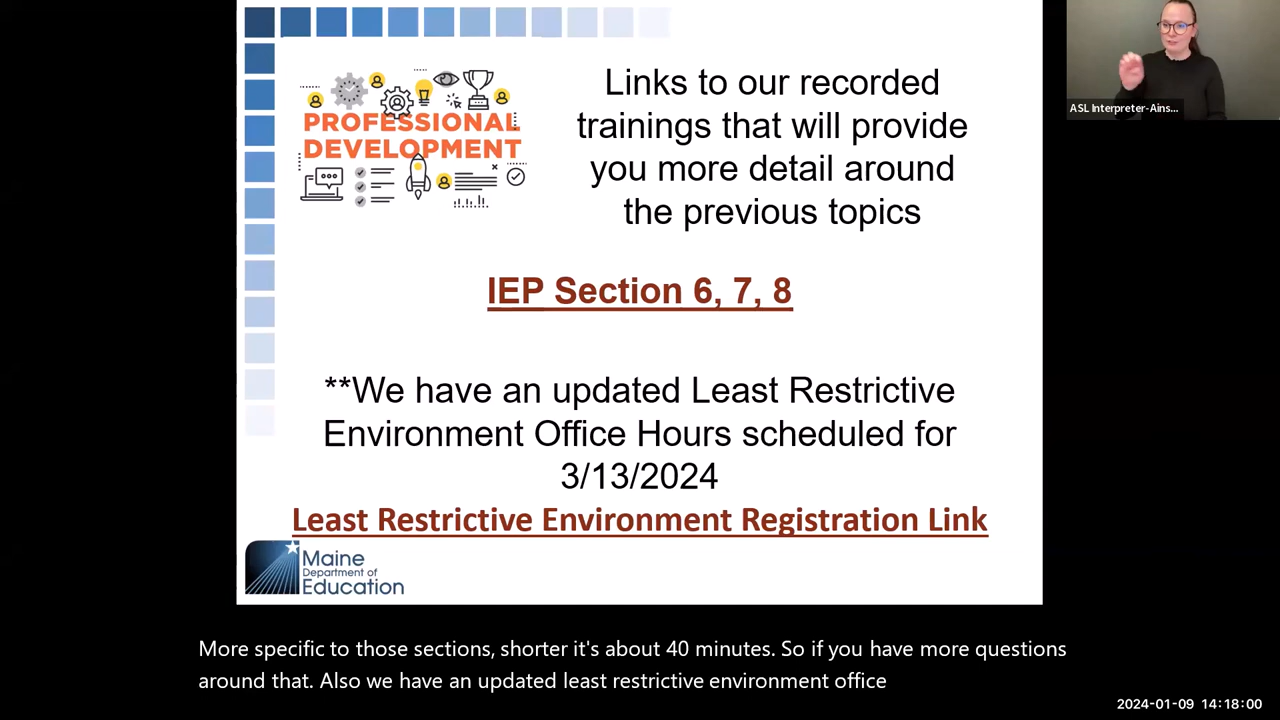 PROFESSIONAL
DEVELOPMENT
Links to our recorded
trainings that will provide
you more detail around
the previous topics
IEP Section 6, 7, 8
**We have an updated Least Restrictive
Environment Office Hours scheduled for
3/13/2024
Least Restrictive Environment Registration Link
Maine
Department of
Education
ASL Interpreter-Ains...
More specific to those sections, shorter it's about 40 minutes. So if you have more questions
around that. Also we have an updated least restrictive environment office
2024-01-09 14:18:00